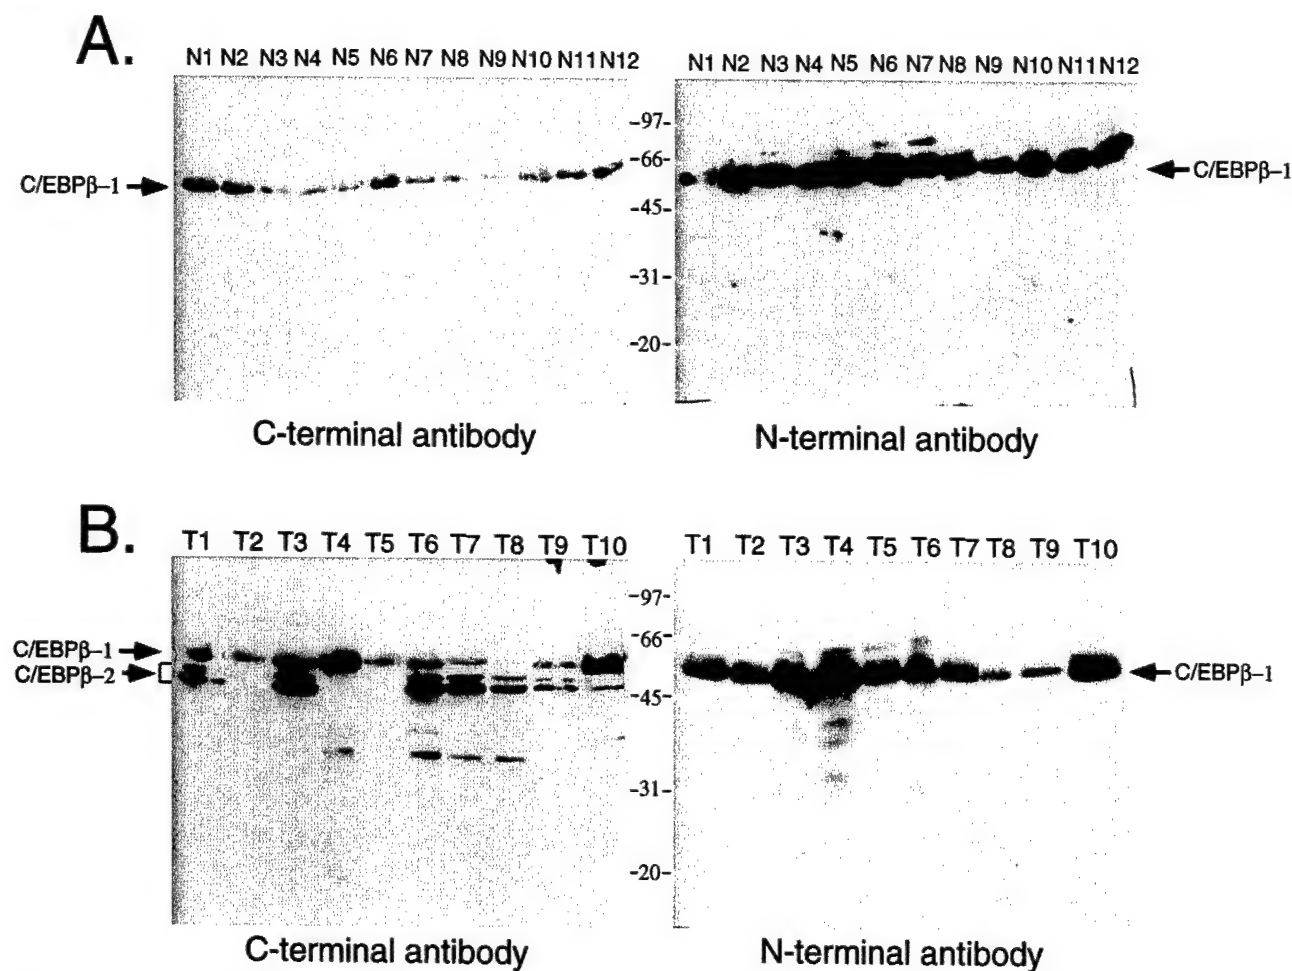 A.
N1 N2 N3 N4 N5 N6 N7 N8 N9 N10 N11 N12
N1 N2 N3 N4 N5 N6 N7 N8 N9 N10 N11 N12
-97-
-66-
C/EBPβ-1
C/EBPβ-1
-45-
-31-
-20-
C-terminal antibody
N-terminal antibody
B.
T1 T2 T3 T4 T5 T6 T7 T8 T9 T10
T1 T2 T3 T4 T5 T6 T7 T8 T9 T10
-97-
-66-
C/EBPβ-1
C/EBPβ-2
C/EBPβ-1
-45-
-31-
-20-
C-terminal antibody
N-terminal antibody